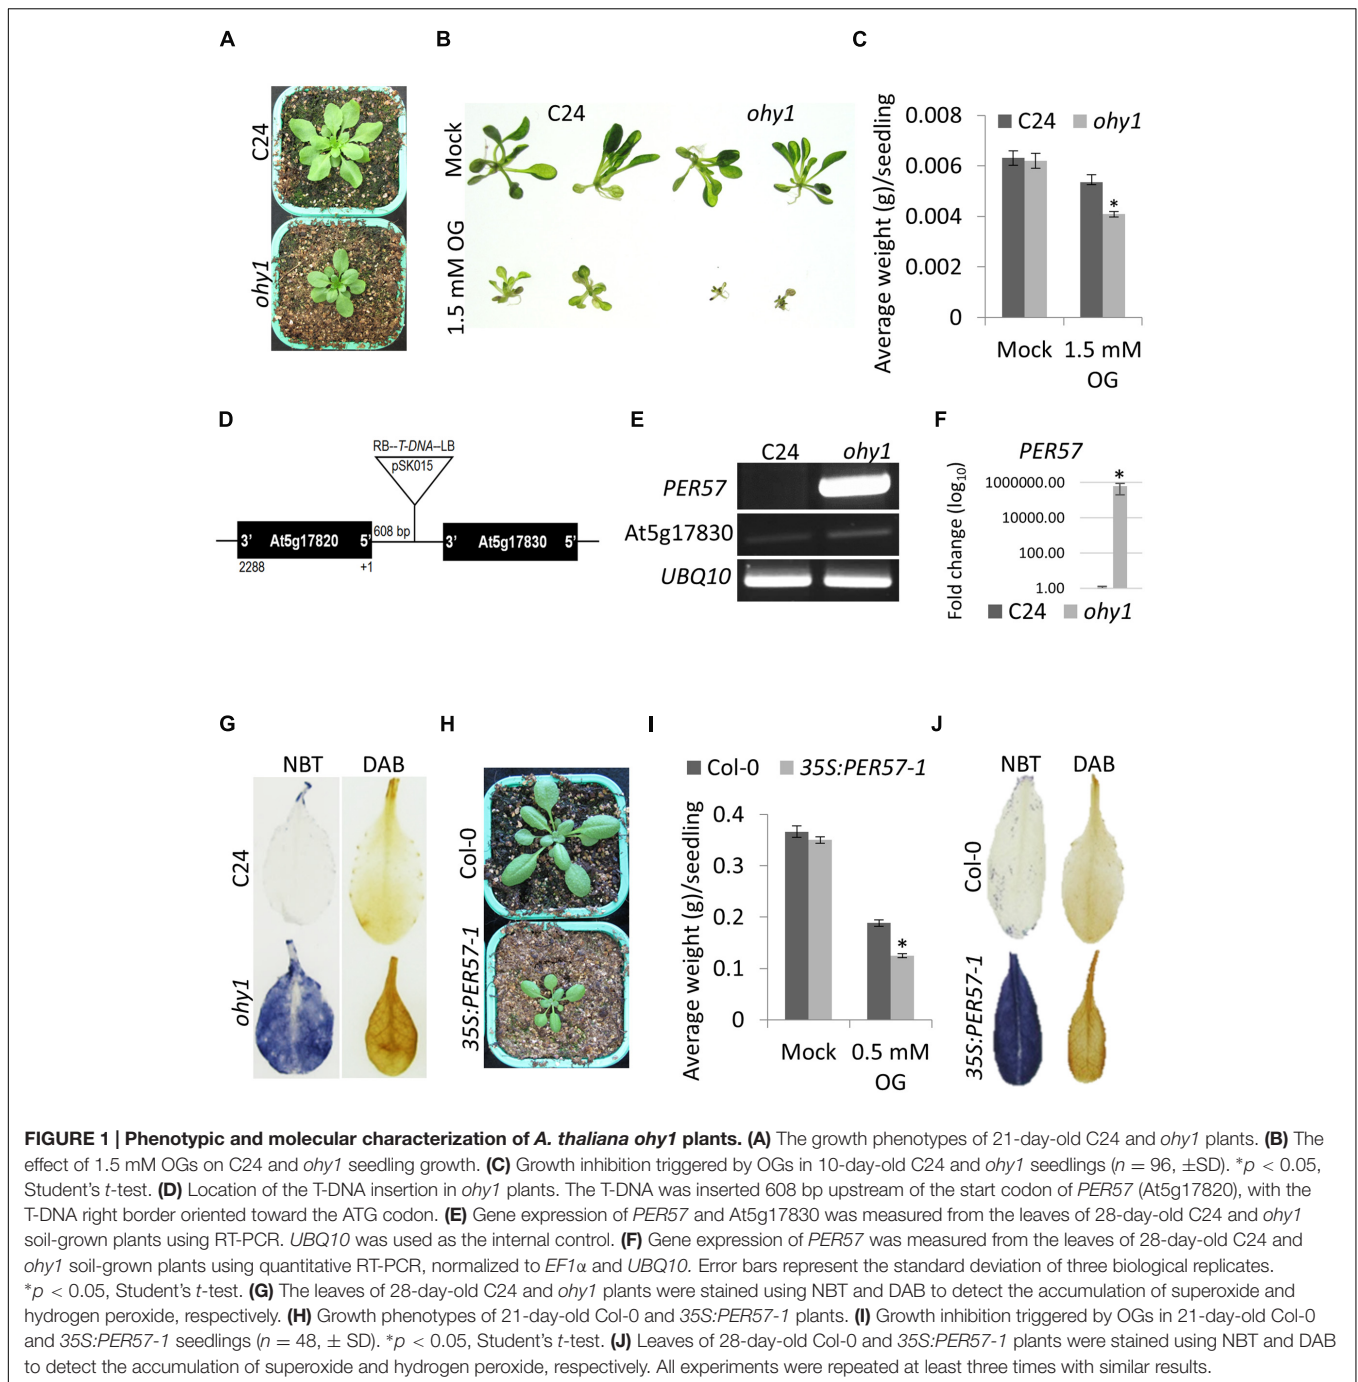 A
C24
ohy1
B
C24
ohy1
Mock
1.5 mM OG
C
Average weight (g)/seedling
0.008
0.006
0.004
0.002
0
C24
ohy1
*
Mock
1.5 mM OG
D
RB--T-DNA--LB
pSK015
608 bp
3’ At5g17820 5’
2288
+1
3’ At5g17830 5’
E
C24
ohy1
PER57
At5g17830
UBQ10
F
PER57
Fold change (log10)
1000000.00
10000.00
100.00
1.00
*
C24
ohy1
G
NBT
DAB
C24
ohy1
H
Col-0
35S:PER57-1
I
Col-0
35S:PER57-1
Average weight (g)/seedling
0.4
0.3
0.2
0.1
0
*
Mock
0.5 mM OG
J
NBT
DAB
Col-0
35S:PER57-1
FIGURE 1 | Phenotypic and molecular characterization of A. thaliana ohy1 plants. (A) The growth phenotypes of 21-day-old C24 and ohy1 plants. (B) The
effect of 1.5 mM OGs on C24 and ohy1 seedling growth. (C) Growth inhibition triggered by OGs in 10-day-old C24 and ohy1 seedlings (n = 96, ±SD). *p < 0.05,
Student’s t-test. (D) Location of the T-DNA insertion in ohy1 plants. The T-DNA was inserted 608 bp upstream of the start codon of PER57 (At5g17820), with the
T-DNA right border oriented toward the ATG codon. (E) Gene expression of PER57 and At5g17830 was measured from the leaves of 28-day-old C24 and ohy1
soil-grown plants using RT-PCR. UBQ10 was used as the internal control. (F) Gene expression of PER57 was measured from the leaves of 28-day-old C24 and
ohy1 soil-grown plants using quantitative RT-PCR, normalized to EF1α and UBQ10. Error bars represent the standard deviation of three biological replicates.
*p < 0.05, Student’s t-test. (G) The leaves of 28-day-old C24 and ohy1 plants were stained using NBT and DAB to detect the accumulation of superoxide and
hydrogen peroxide, respectively. (H) Growth phenotypes of 21-day-old Col-0 and 35S:PER57-1 plants. (I) Growth inhibition triggered by OGs in 21-day-old Col-0
and 35S:PER57-1 seedlings (n = 48, ± SD). *p < 0.05, Student’s t-test. (J) Leaves of 28-day-old Col-0 and 35S:PER57-1 plants were stained using NBT and DAB
to detect the accumulation of superoxide and hydrogen peroxide, respectively. All experiments were repeated at least three times with similar results.